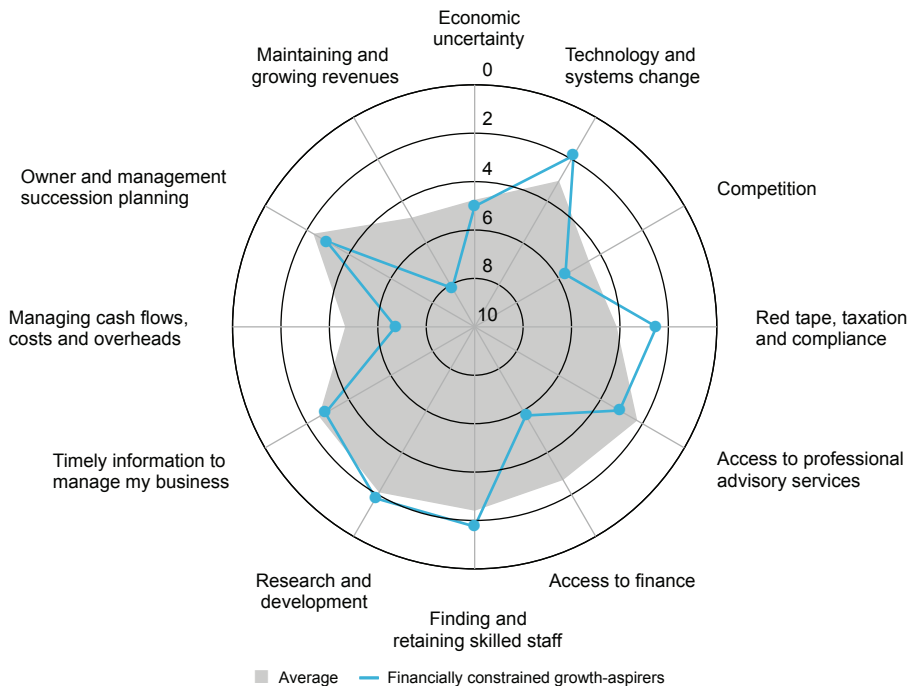 Economic
uncertainty
Maintaining and
growing revenues
Technology and
systems change
0
2
4
6
8
10
Owner and management
succession planning
Competition
Managing cash flows,
costs and overheads
Red tape, taxation
and compliance
Timely information to
manage my business
Access to professional
advisory services
Research and
development
Access to finance
Finding and
retaining skilled staff
Average
Financially constrained growth-aspirers